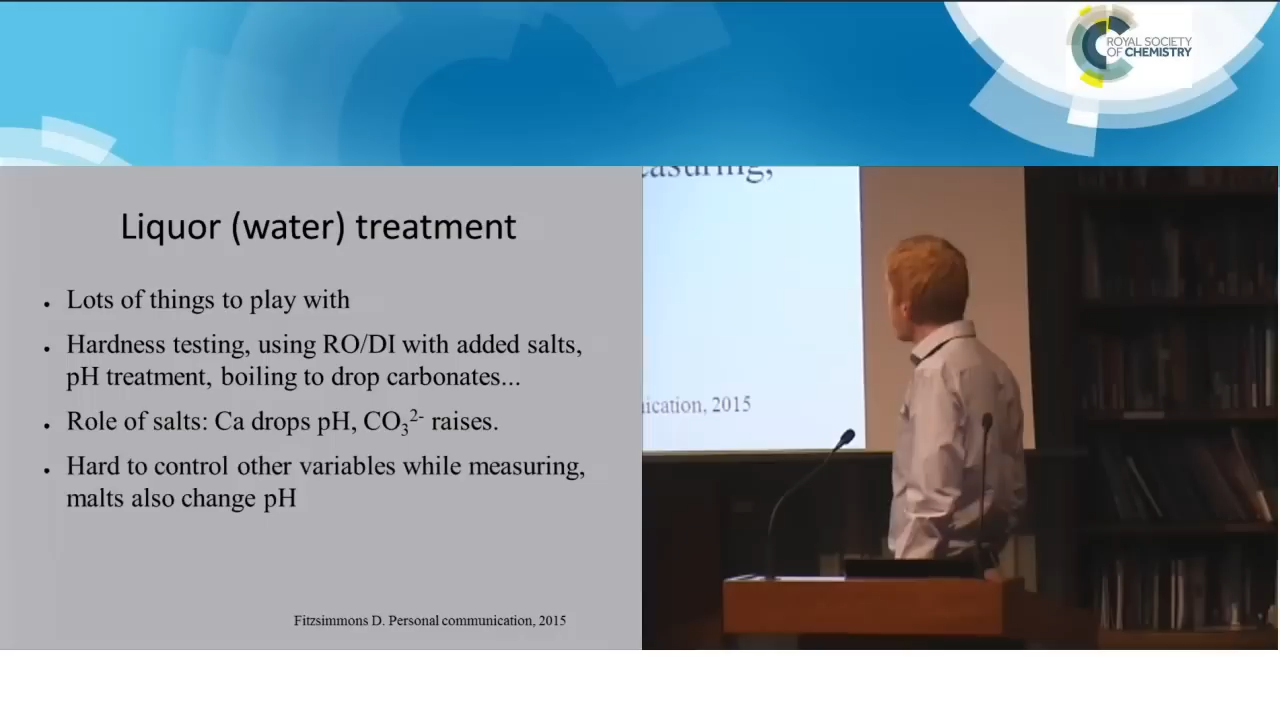 ROYAL SOCIETY
OF CHEMISTRY
Liquor (water) treatment
• Lots of things to play with
• Hardness testing, using RO/DI with added salts,
pH treatment, boiling to drop carbonates...
• Role of salts: Ca drops pH, CO₃²⁻ raises.
• Hard to control other variables while measuring,
malts also change pH
Fitzsimmons D. Personal communication, 2015
easuring,
ication, 2015